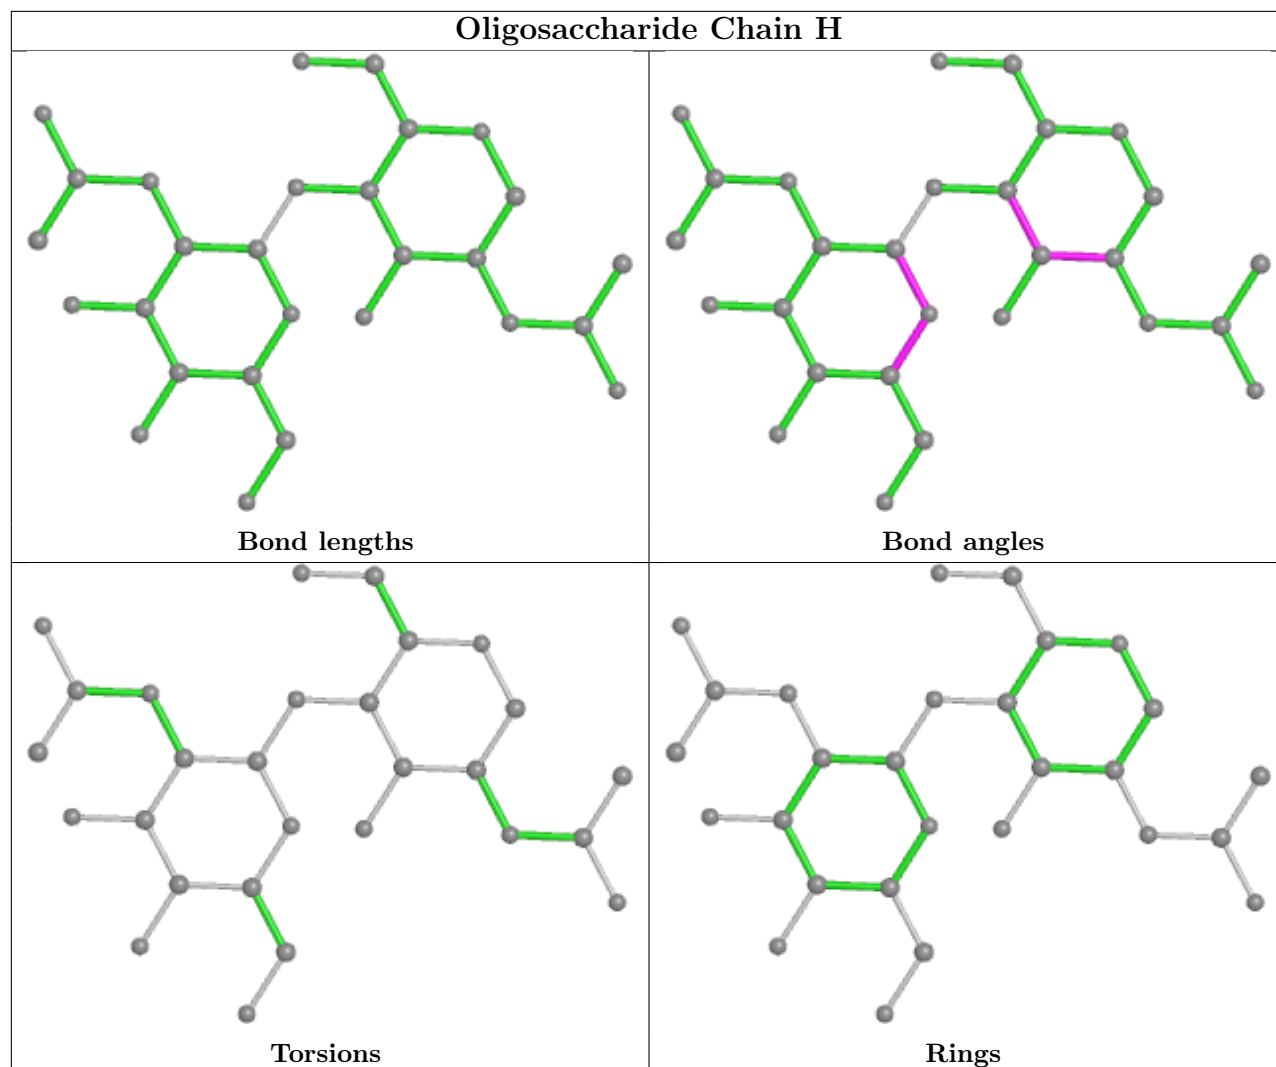 Oligosaccharide Chain H
Bond lengths
Bond angles
Torsions
Rings